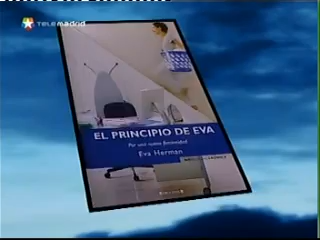 TELEMADRID
EL PRINCIPIO DE EVA
Por una nueva feminidad
Eva Herman